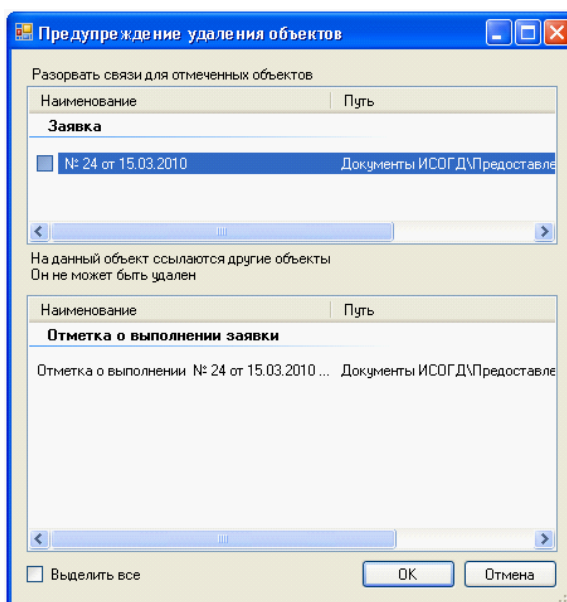 Предупреждение удаления объектов
Разорвать связи для отмеченных объектов
Наименование Путь
Заявка
№ 24 от 15.03.2010 Документы ИСОГД\Предоставле
На данный объект ссылаются другие объекты
Он не может быть удален
Наименование Путь
Отметка о выполнении заявки
Отметка о выполнении № 24 от 15.03.2010 ... Документы ИСОГД\Предоставле
Выделить все OK Отмена